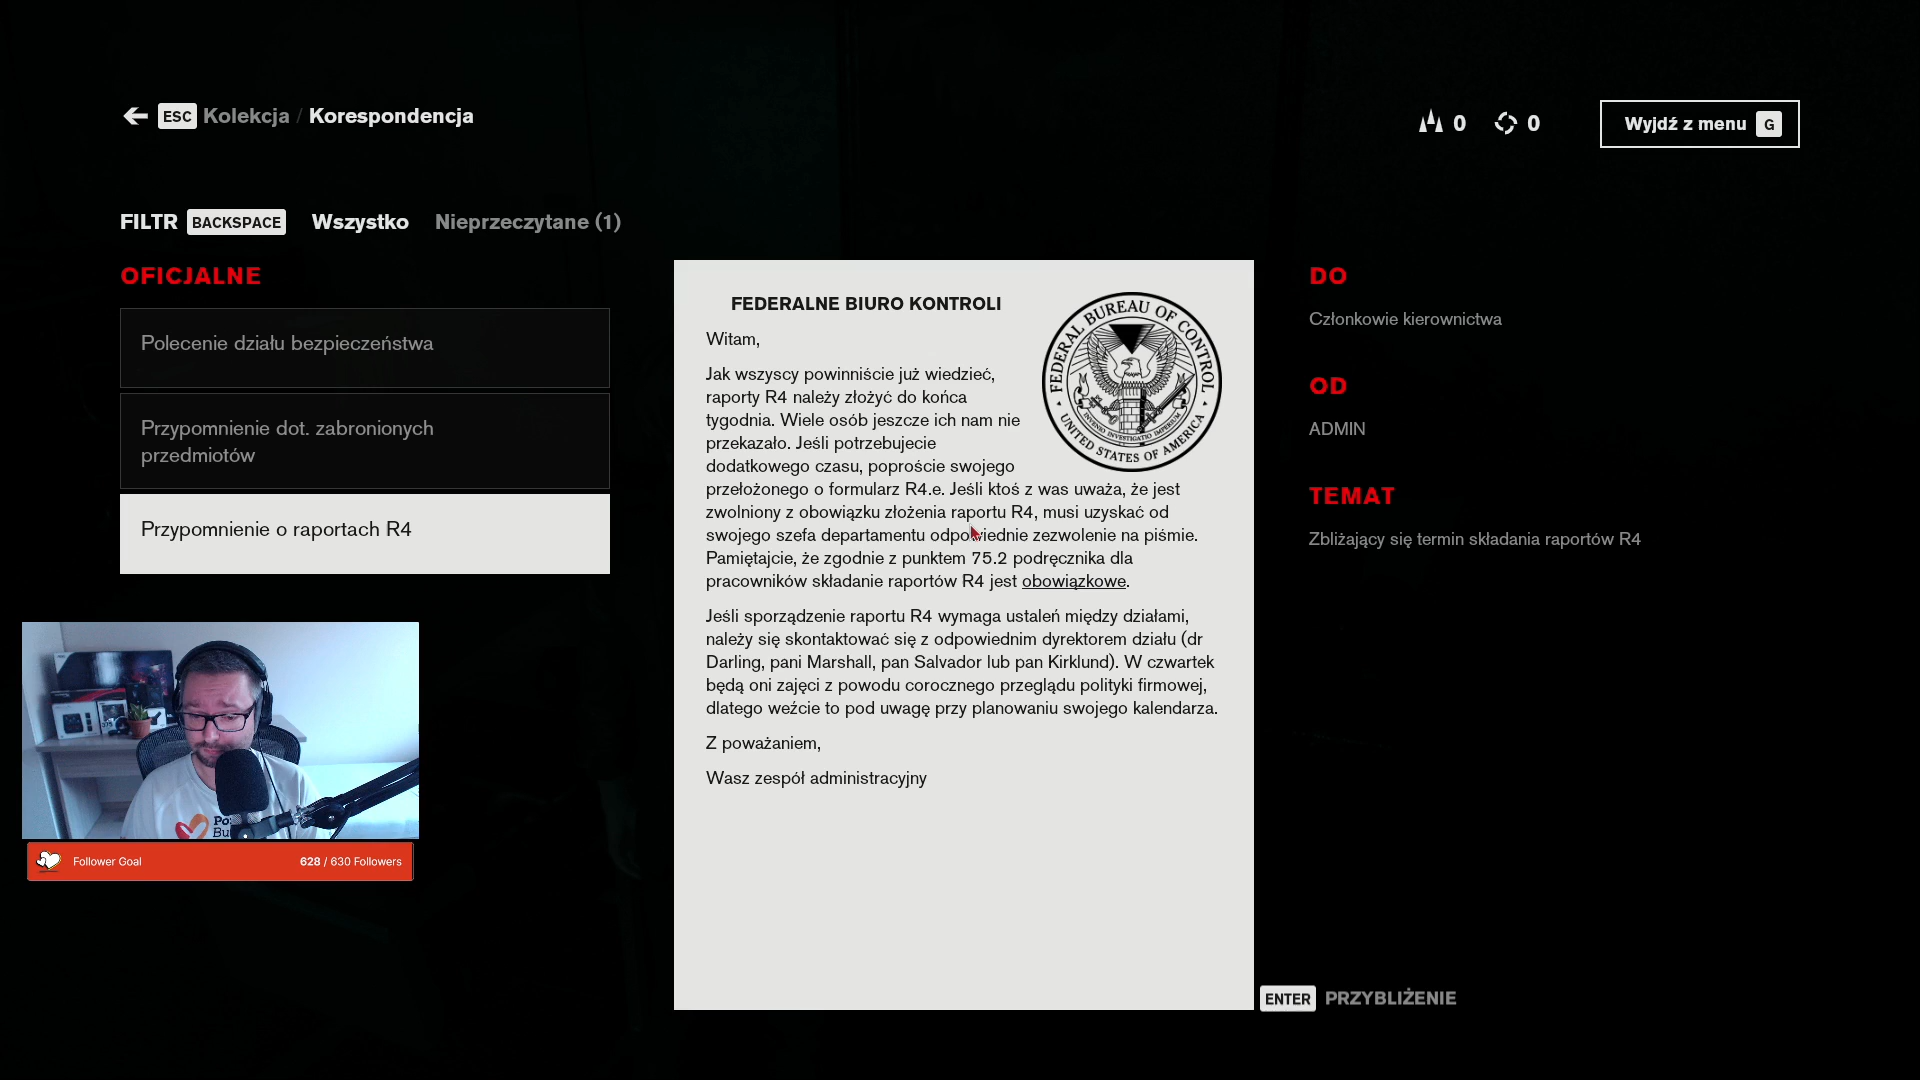 ESC Kolekcja / Korespondencja
0 0
Wyjdź z menu G
FILTR BACKSPACE Wszystko Nieprzeczytane (1)
OFICJALNE
Polecenie działu bezpieczeństwa
Przypomnienie dot. zabronionych
przedmiotów
Przypomnienie o raportach R4
FEDERALNE BIURO KONTROLI
FEDERAL BUREAU OF CONTROL
INVENIO INVESTIGATIO IMPERIUM
UNITED STATES OF AMERICA
Witam,
Jak wszyscy powinniście już wiedzieć,
raporty R4 należy złożyć do końca
tygodnia. Wiele osób jeszcze ich nam nie
przekazało. Jeśli potrzebujecie
dodatkowego czasu, poproście swojego
przełożonego o formularz R4.e. Jeśli ktoś z was uważa, że jest
zwolniony z obowiązku złożenia raportu R4, musi uzyskać od
swojego szefa departamentu odpowiednie zezwolenie na piśmie.
Pamiętajcie, że zgodnie z punktem 75.2 podręcznika dla
pracowników składanie raportów R4 jest obowiązkowe.
Jeśli sporządzenie raportu R4 wymaga ustaleń między działami,
należy się skontaktować się z odpowiednim dyrektorem działu (dr
Darling, pani Marshall, pan Salvador lub pan Kirklund). W czwartek
będą oni zajęci z powodu corocznego przeglądu polityki firmowej,
dlatego weźcie to pod uwagę przy planowaniu swojego kalendarza.
Z poważaniem,
Wasz zespół administracyjny
DO
Członkowie kierownictwa
OD
ADMIN
TEMAT
Zbliżający się termin składania raportów R4
Follower Goal 628 / 630 Followers
ENTER PRZYBLIŻENIE